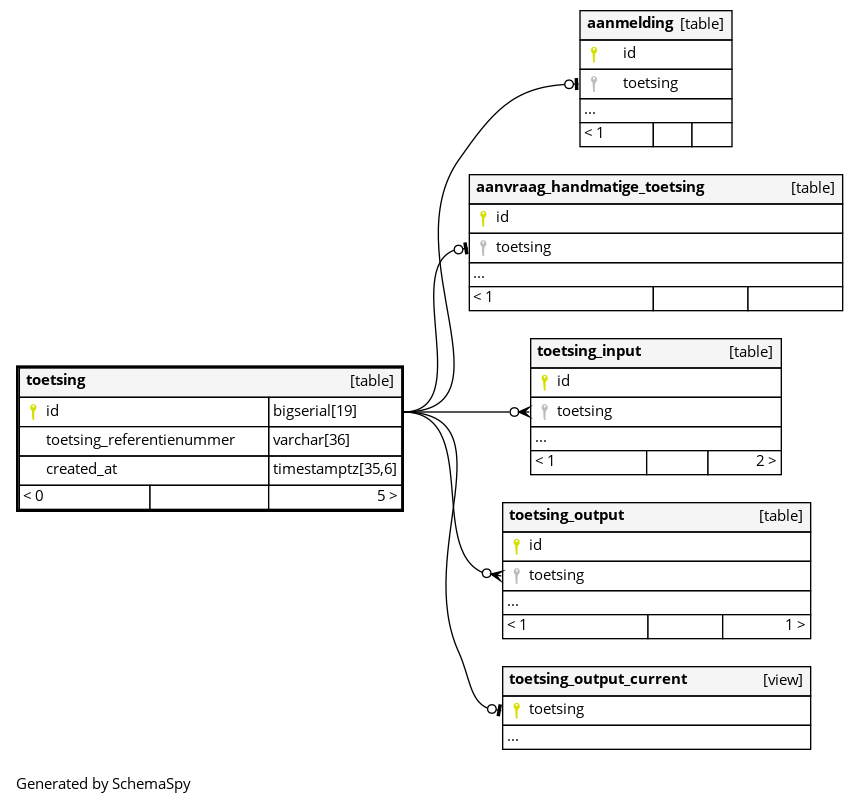 aanmelding [table]
id
toetsing
...
< 1
aanvraag_handmatige_toetsing [table]
id
toetsing
...
< 1
toetsing_input [table]
id
toetsing
...
< 1 2 >
toetsing [table]
id bigserial[19]
toetsing_referentienummer varchar[36]
created_at timestamptz[35,6]
< 0 5 >
toetsing_output [table]
id
toetsing
...
< 1 1 >
toetsing_output_current [view]
toetsing
...
Generated by SchemaSpy